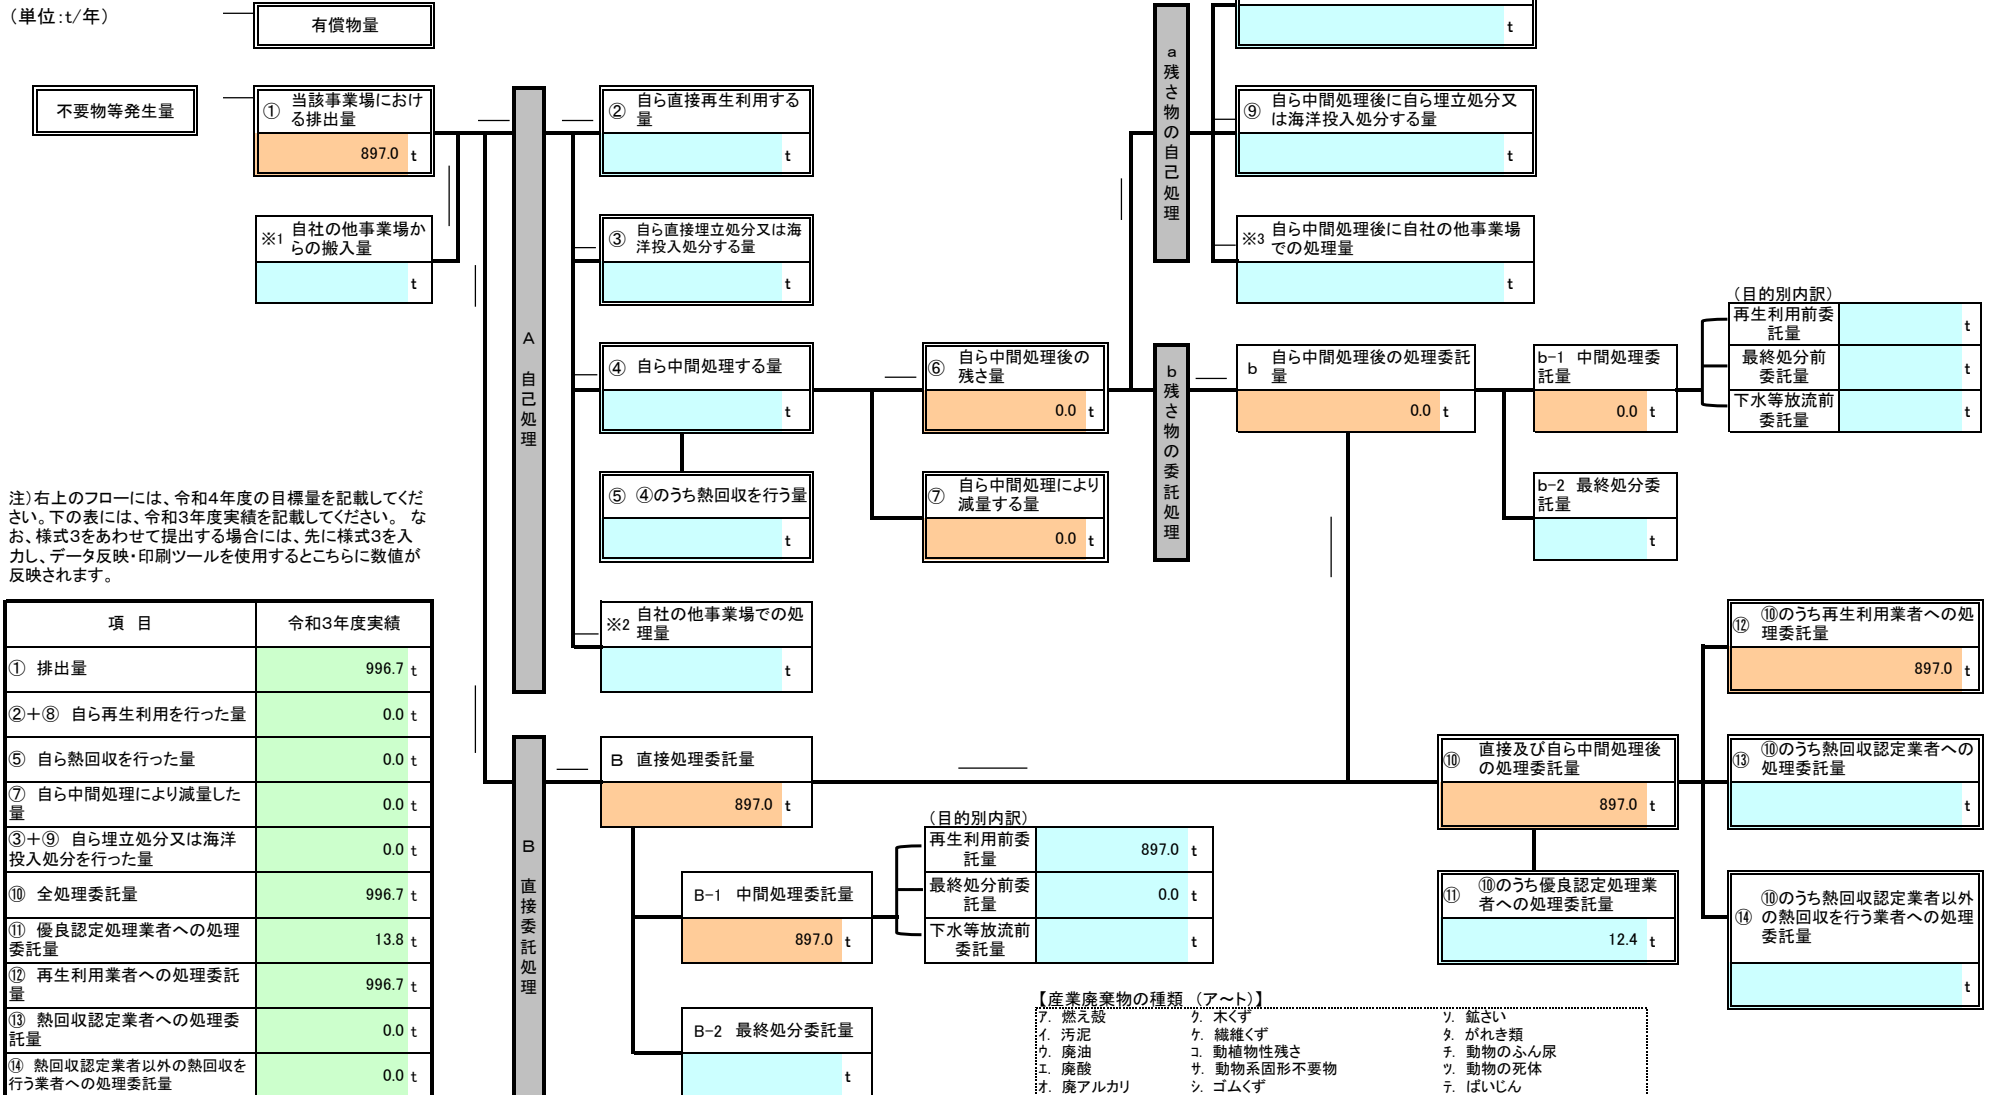 （単位:t/年）
有償物量
t
不要物等発生量
① 当該事業場におけ
る排出量
897.0 t
※1 自社の他事業場か
らの搬入量
t
A 自己処理
② 自ら直接再生利用する
量
t
③ 自ら直接埋立処分又は海
洋投入処分する量
t
④ 自ら中間処理する量
t
⑤ ④のうち熱回収を行う量
t
※2 自社の他事業場での処
理量
t
⑥ 自ら中間処理後の
残さ量
0.0 t
⑦ 自ら中間処理により
減量する量
0.0 t
a 残さ物の自己処理
⑨ 自ら中間処理後に自ら埋立処分又
は海洋投入処分する量
t
※3 自ら中間処理後に自社の他事業場
での処理量
t
b 残さ物の委託処理
b 自ら中間処理後の処理委託
量
0.0 t
b-1 中間処理委
託量
0.0 t
b-2 最終処分委
託量
t
（目的別内訳）
再生利用前委
託量
t
最終処分前
委託量
t
下水等放流前
委託量
t
注）右上のフローには、令和4年度の目標量を記載してくだ
さい。下の表には、令和3年度実績を記載してください。 な
お、様式3をあわせて提出する場合には、先に様式3を入
力し、データ反映・印刷ツールを使用するとこちらに数値が
反映されます。
項 目 令和3年度実績
① 排出量 996.7 t
②＋⑧ 自ら再生利用を行った量 0.0 t
⑤ 自ら熱回収を行った量 0.0 t
⑦ 自ら中間処理により減量した
量 0.0 t
③＋⑨ 自ら埋立処分又は海洋
投入処分を行った量 0.0 t
⑩ 全処理委託量 996.7 t
⑪ 優良認定処理業者への処理
委託量 13.8 t
⑫ 再生利用業者への処理委託
量 996.7 t
⑬ 熱回収認定業者への処理委
託量 0.0 t
⑭ 熱回収認定業者以外の熱回収を
行う業者への処理委託量 0.0 t
B 直接委託処理
B 直接処理委託量
897.0 t
B-1 中間処理委託量
897.0 t
B-2 最終処分委託量
t
（目的別内訳）
再生利用前委
託量
897.0 t
最終処分前委
託量
0.0 t
下水等放流前
委託量
t
⑩ 直接及び自ら中間処理後
の処理委託量
897.0 t
⑪ ⑩のうち優良認定処理業
者への処理委託量
12.4 t
⑫ ⑩のうち再生利用業者への処
理委託量
897.0 t
⑬ ⑩のうち熱回収認定業者への
処理委託量
t
⑭ ⑩のうち熱回収認定業者以外
の熱回収を行う業者への処理
委託量
t
【産業廃棄物の種類 （ア～ト）】
ア. 燃え殻 ク. 木くず ソ. 鉱さい
イ. 汚泥 ケ. 繊維くず タ. がれき類
ウ. 廃油 コ. 動植物性残さ チ. 動物のふん尿
エ. 廃酸 サ. 動物系固形不要物 ツ. 動物の死体
オ. 廃アルカリ シ. ゴムくず テ. ばいじん